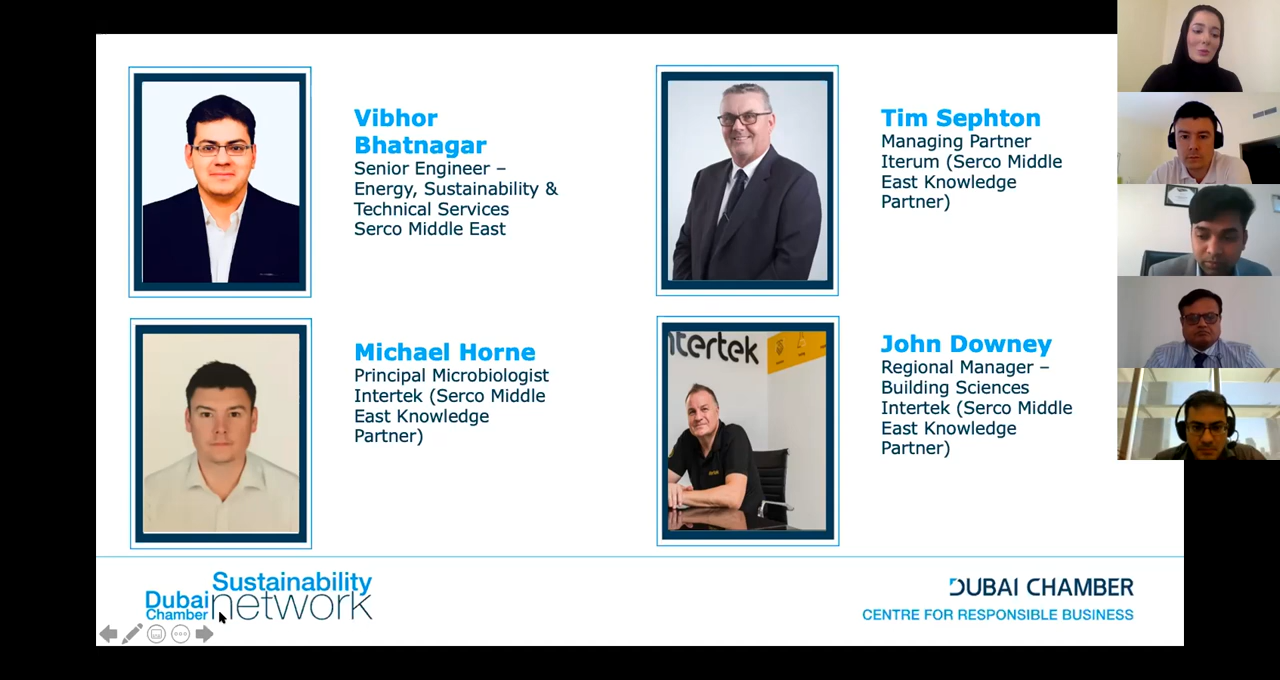 Vibhor
Bhatnagar
Senior Engineer –
Energy, Sustainability &
Technical Services
Serco Middle East
Tim Sephton
Managing Partner
Iterum (Serco Middle
East Knowledge
Partner)
Michael Horne
Principal Microbiologist
Intertek (Serco Middle
East Knowledge
Partner)
ntertek
John Downey
Regional Manager –
Building Sciences
Intertek (Serco Middle
East Knowledge
Partner)
Dubai Chamber
Sustainability
network
DUBAI CHAMBER
CENTRE FOR RESPONSIBLE BUSINESS